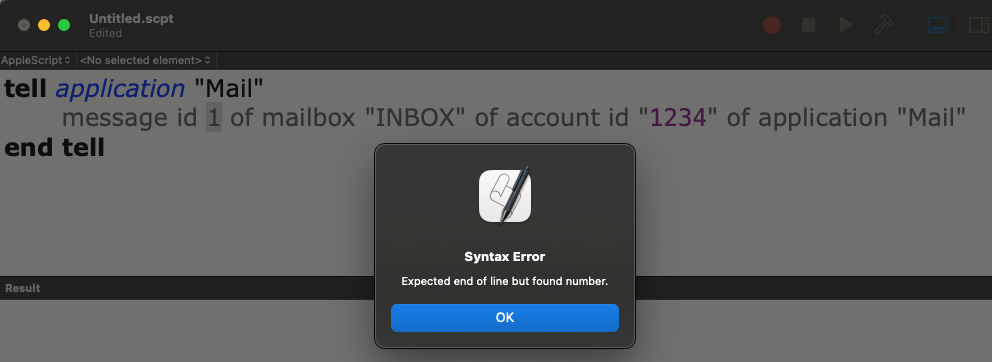 Untitled.scpt
Edited
AppleScript <No selected element>
tell application "Mail"
message id 1 of mailbox "INBOX" of account id "1234" of application "Mail"
end tell
Syntax Error
Expected end of line but found number.
Result
OK